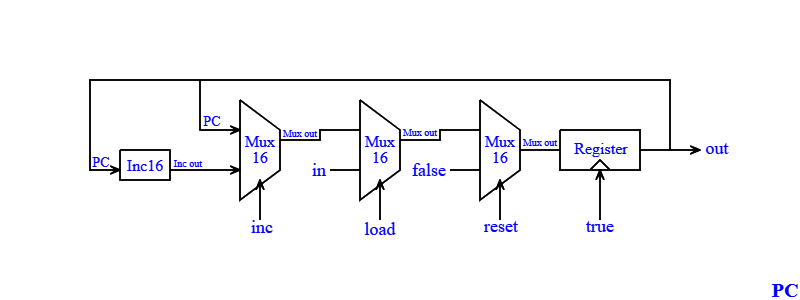 PC
PC
Inc16
Inc out
Mux
16
Mux out
in
Mux
16
Mux out
false
Mux
16
Mux out
Register
out
inc
load
reset
true
PC